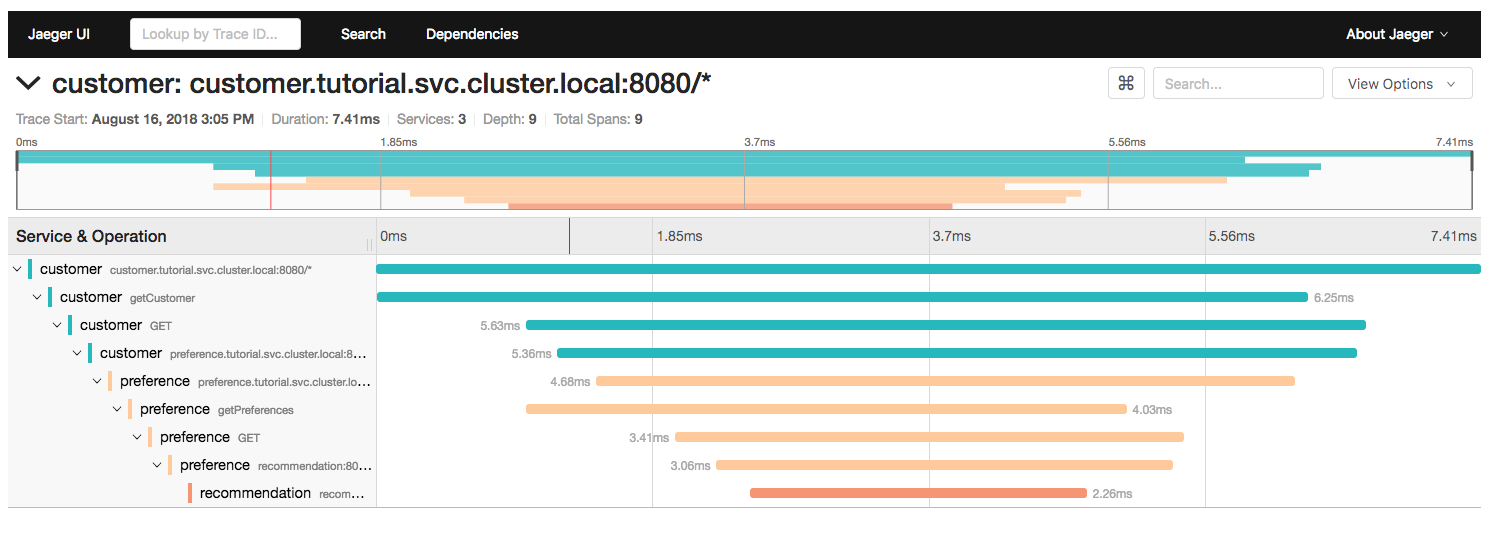 Jaeger UI Lookup by Trace ID... Search Dependencies About Jaeger
customer: customer.tutorial.svc.cluster.local:8080/* ⌘ Search... View Options
Trace Start: August 16, 2018 3:05 PM Duration: 7.41ms Services: 3 Depth: 9 Total Spans: 9
0ms 1.85ms 3.7ms 5.56ms 7.41ms
Service & Operation 0ms 1.85ms 3.7ms 5.56ms 7.41ms
customer customer.tutorial.svc.cluster.local:8080/*
customer getCustomer 6.25ms
customer GET 5.63ms
customer preference.tutorial.svc.cluster.local:8... 5.36ms
preference preference.tutorial.svc.cluster.lo... 4.68ms
preference getPreferences 4.03ms
preference GET 3.41ms
preference recommendation:80... 3.06ms
recommendation recom... 2.26ms